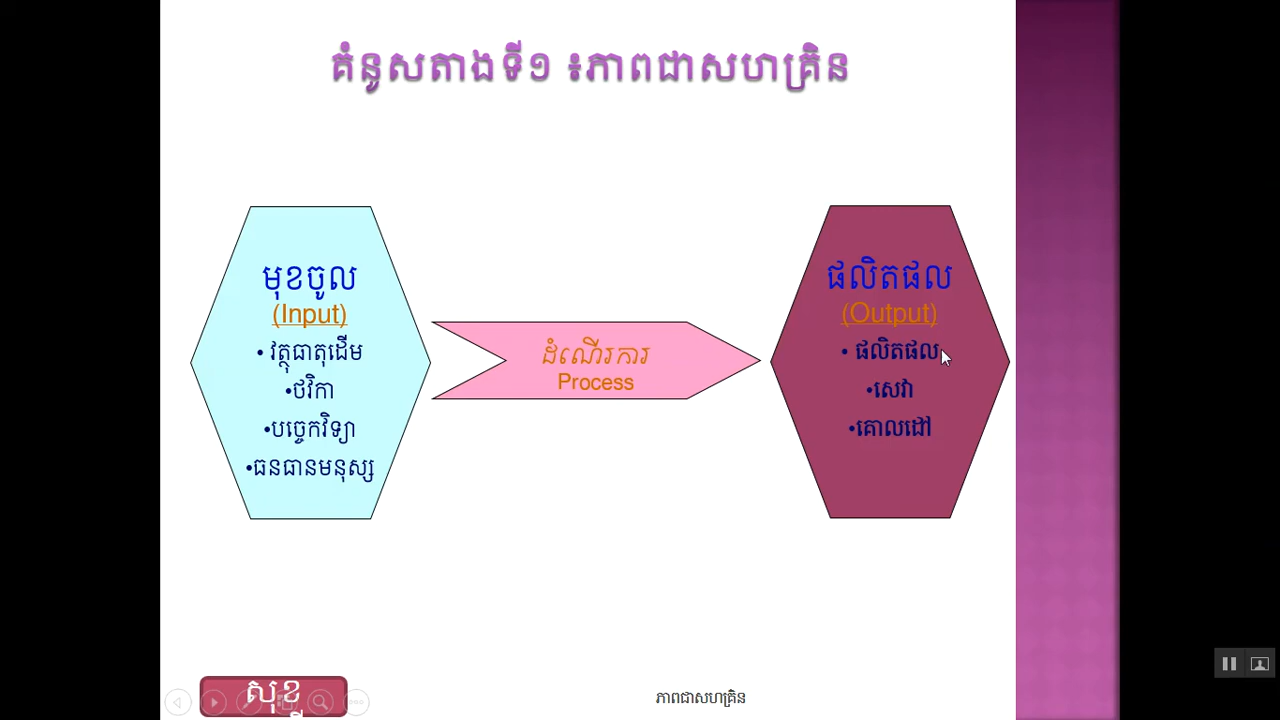 គំនូសតាងទី១ ៖ភាពជាសហគ្រិន
មុខចូល
(Input)
• វត្ថុធាតុដើម
•ថវិកា
•បច្ចេកវិទ្យា
•ធនធានមនុស្ស
ដំណើរការ
Process
ផលិតផល
(Output)
• ផលិតផល
•សេវា
•គោលដៅ
សុខ
ភាពជាសហគ្រិន